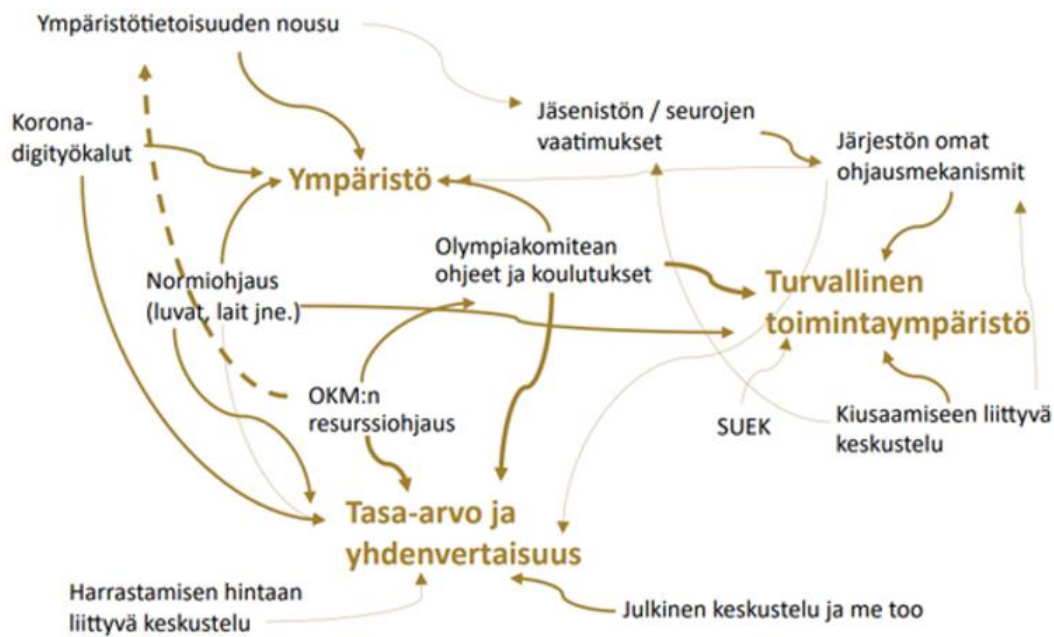 Ympäristötietoisuuden nousu
Korona-
digityökalut
Jäsenistön / seurojen
vaatimukset
Järjestön omat
ohjausmekanismit
Ympäristö
Olympiakomitean
ohjeet ja koulutukset
Normiohjaus
(luvat, lait jne.)
Turvallinen
toimintaympäristö
OKM:n
resurssiohjaus
SUEK
Kiusaamiseen liittyvä
keskustelu
Tasa-arvo ja
yhdenvertaisuus
Harrastamisen hintaan
liittyvä keskustelu
Julkinen keskustelu ja me too